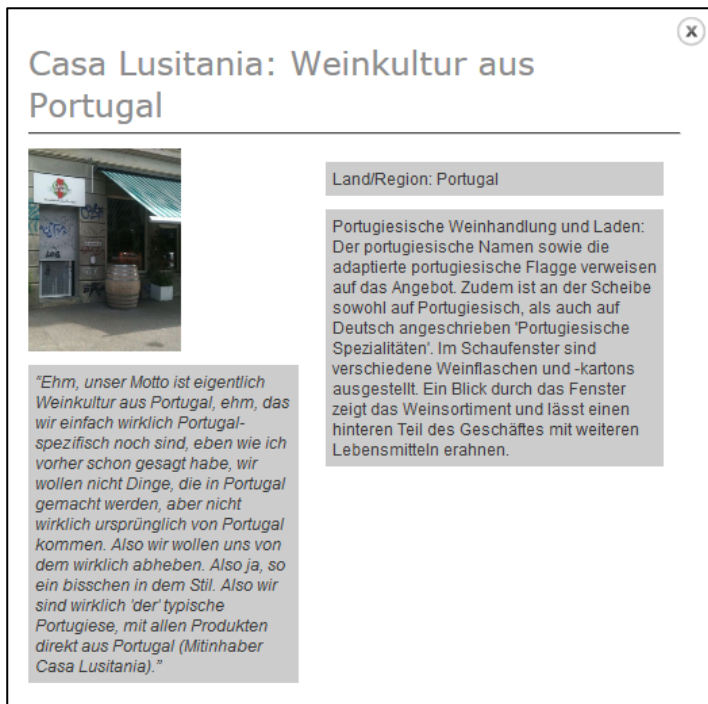 x
Casa Lusitania: Weinkultur aus
Portugal
"Ehm, unser Motto ist eigentlich
Weinkultur aus Portugal, ehm, das
wir einfach wirklich Portugal-
spezifisch noch sind, eben wie ich
vorher schon gesagt habe, wir
wollen nicht Dinge, die in Portugal
gemacht werden, aber nicht
wirklich ursprünglich von Portugal
kommen. Also wir wollen uns von
dem wirklich abheben. Also ja, so
ein bisschen in dem Stil. Also wir
sind wirklich 'der' typische
Portugiese, mit allen Produkten
direkt aus Portugal (Mitinhaber
Casa Lusitania)."
Land/Region: Portugal
Portugiesische Weinhandlung und Laden:
Der portugiesische Namen sowie die
adaptierte portugiesische Flagge verweisen
auf das Angebot. Zudem ist an der Scheibe
sowohl auf Portugiesisch, als auch auf
Deutsch angeschrieben 'Portugiesische
Spezialitäten'. Im Schaufenster sind
verschiedene Weinflaschen und -kartons
ausgestellt. Ein Blick durch das Fenster
zeigt das Weinsortiment und lässt einen
hinteren Teil des Geschäftes mit weiteren
Lebensmitteln erahnen.